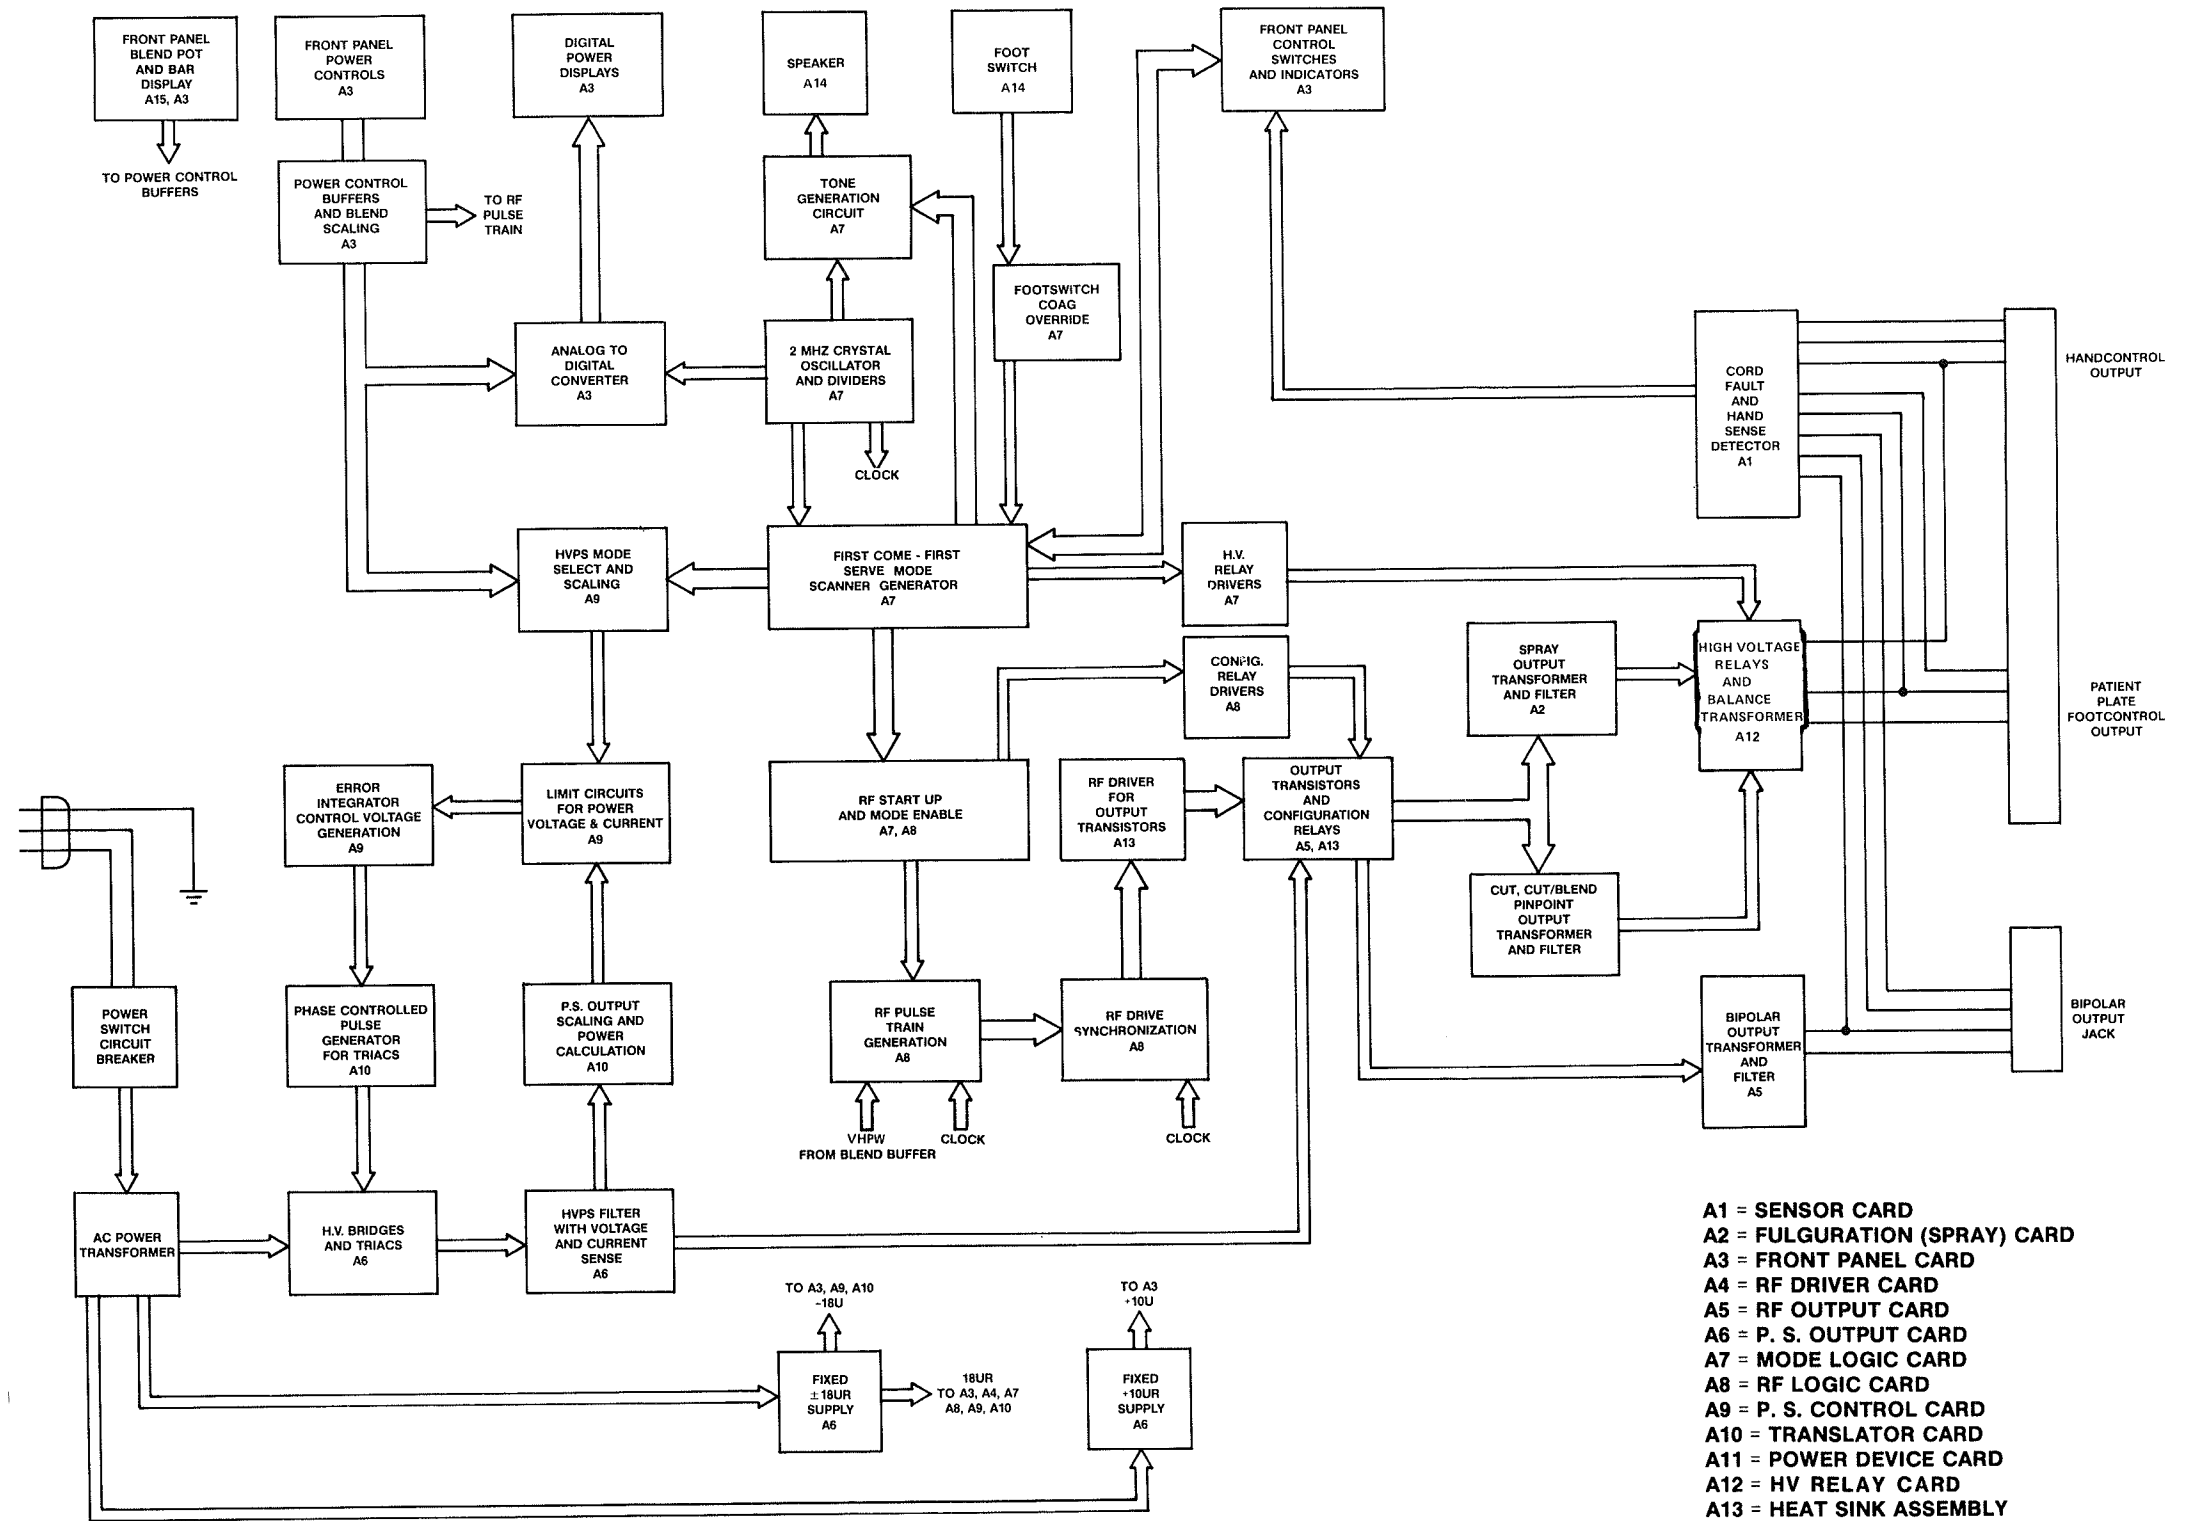 FRONT PANEL
BLEND POT
AND BAR
DISPLAY
A15, A3
TO POWER CONTROL
BUFFERS
FRONT PANEL
POWER
CONTROLS
A3
POWER CONTROL
BUFFERS
AND BLEND
SCALING
A3
TO RF
PULSE
TRAIN
DIGITAL
POWER
DISPLAYS
A3
SPEAKER
A14
FOOT
SWITCH
A14
FRONT PANEL
CONTROL
SWITCHES
AND INDICATORS
A3
TONE
GENERATION
CIRCUIT
A7
FOOTSWITCH
COAG
OVERRIDE
A7
ANALOG TO
DIGITAL
CONVERTER
A3
2 MHZ CRYSTAL
OSCILLATOR
AND DIVIDERS
A7
CLOCK
CORD
FAULT
AND
HAND
SENSE
DETECTOR
A1
HANDCONTROL
OUTPUT
HVPS MODE
SELECT AND
SCALING
A9
FIRST COME - FIRST
SERVE MODE
SCANNER GENERATOR
A7
H.V.
RELAY
DRIVERS
A7
CONFIG.
RELAY
DRIVERS
A8
SPRAY
OUTPUT
TRANSFORMER
AND FILTER
A2
HIGH VOLTAGE
RELAYS
AND
BALANCE
TRANSFORMER
A12
PATIENT
PLATE
FOOTCONTROL
OUTPUT
ERROR
INTEGRATOR
CONTROL VOLTAGE
GENERATION
A9
LIMIT CIRCUITS
FOR POWER
VOLTAGE & CURRENT
A9
RF START UP
AND MODE ENABLE
A7, A8
RF DRIVER
FOR
OUTPUT
TRANSISTORS
A13
OUTPUT
TRANSISTORS
AND
CONFIGURATION
RELAYS
A5, A13
CUT, CUT/BLEND
PINPOINT
OUTPUT
TRANSFORMER
AND FILTER
POWER
SWITCH
CIRCUIT
BREAKER
PHASE CONTROLLED
PULSE
GENERATOR
FOR TRIACS
A10
P.S. OUTPUT
SCALING AND
POWER
CALCULATION
A10
RF PULSE
TRAIN
GENERATION
A8
RF DRIVE
SYNCHRONIZATION
A8
BIPOLAR
OUTPUT
TRANSFORMER
AND
FILTER
A5
BIPOLAR
OUTPUT
JACK
VHPW
FROM BLEND BUFFER
CLOCK
CLOCK
AC POWER
TRANSFORMER
H.V. BRIDGES
AND TRIACS
A6
HVPS FILTER
WITH VOLTAGE
AND CURRENT
SENSE
A6
TO A3, A9, A10
-18U
FIXED
±18UR
SUPPLY
A6
18UR
TO A3, A4, A7
A8, A9, A10
TO A3
+10U
FIXED
+10UR
SUPPLY
A6
A1 = SENSOR CARD
A2 = FULGURATION (SPRAY) CARD
A3 = FRONT PANEL CARD
A4 = RF DRIVER CARD
A5 = RF OUTPUT CARD
A6 = P. S. OUTPUT CARD
A7 = MODE LOGIC CARD
A8 = RF LOGIC CARD
A9 = P. S. CONTROL CARD
A10 = TRANSLATOR CARD
A11 = POWER DEVICE CARD
A12 = HV RELAY CARD
A13 = HEAT SINK ASSEMBLY